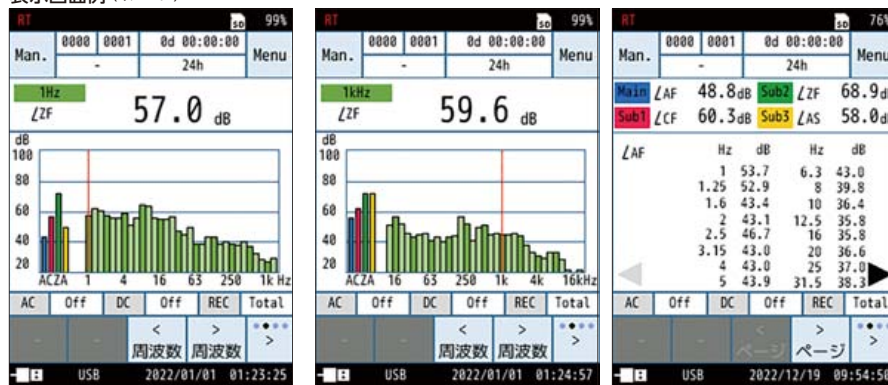 RT SD 99%
Man. 0000 0001 0d 00:00:00 Menu
- 24h
1Hz
LZF 57.0 dB
dB
100
80
60
40
20
ACZA 1 4 16 63 250 1k Hz
AC Off DC Off REC Total
- - < > >
周波数 周波数
USB 2022/01/01 01:23:25
RT SD 99%
Man. 0000 0001 0d 00:00:00 Menu
- 24h
1kHz
LZF 59.6 dB
dB
100
80
60
40
20
ACZA 16 63 250 1k 4k 16kHz
AC Off DC Off REC Total
- - < > >
周波数 周波数
USB 2022/01/01 01:24:57
RT SD 76%
Man. 0000 0001 0d 00:00:00 Menu
- 24h
Main LAF 48.8dB Sub2 LZF 68.9d
Sub1 LCF 60.3dB Sub3 LAS 58.0d
LAF Hz dB Hz dB
1 53.7 6.3 43.0
1.25 52.9 8 39.8
1.6 43.4 10 36.4
2 43.1 12.5 35.8
2.5 46.7 16 35.8
3.15 43.0 20 36.6
4 43.0 25 37.0
5 43.9 31.5 38.3
AC Off DC Off REC Total
- - < > >
ページ ページ
USB 2022/12/19 09:54:50